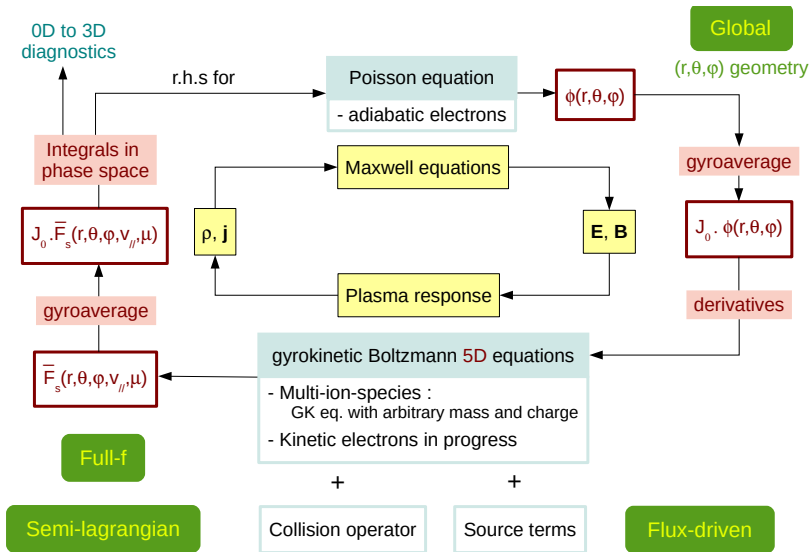 0D to 3D
diagnostics
r.h.s for
Poisson equation
- adiabatic electrons
ϕ(r,θ,φ)
Global
(r,θ,φ) geometry
Integrals in
phase space
gyroaverage
Maxwell equations
J₀.F̅ₛ(r,θ,φ,v_//,μ)
ρ, j
E, B
J₀. ϕ(r,θ,φ)
Plasma response
gyroaverage
derivatives
F̅ₛ(r,θ,φ,v_//,μ)
gyrokinetic Boltzmann 5D equations
- Multi-ion-species :
GK eq. with arbitrary mass and charge
- Kinetic electrons in progress
Full-f
+ +
Semi-lagrangian
Collision operator
Source terms
Flux-driven